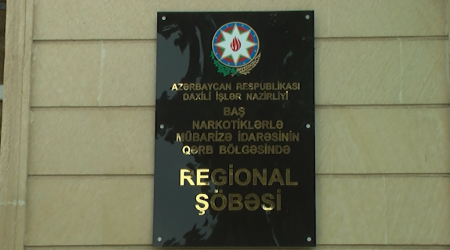 AZƏRBAYCAN RESPUBLİKASI
DAXİLİ İŞLƏR NAZİRLİYİ
BAŞ
NARKOTİKLƏRLƏ
MÜBARİZƏ İDARƏSİNİN
QƏRB BÖLGƏSİNDƏ
REGİONAL
ŞÖBƏSİ